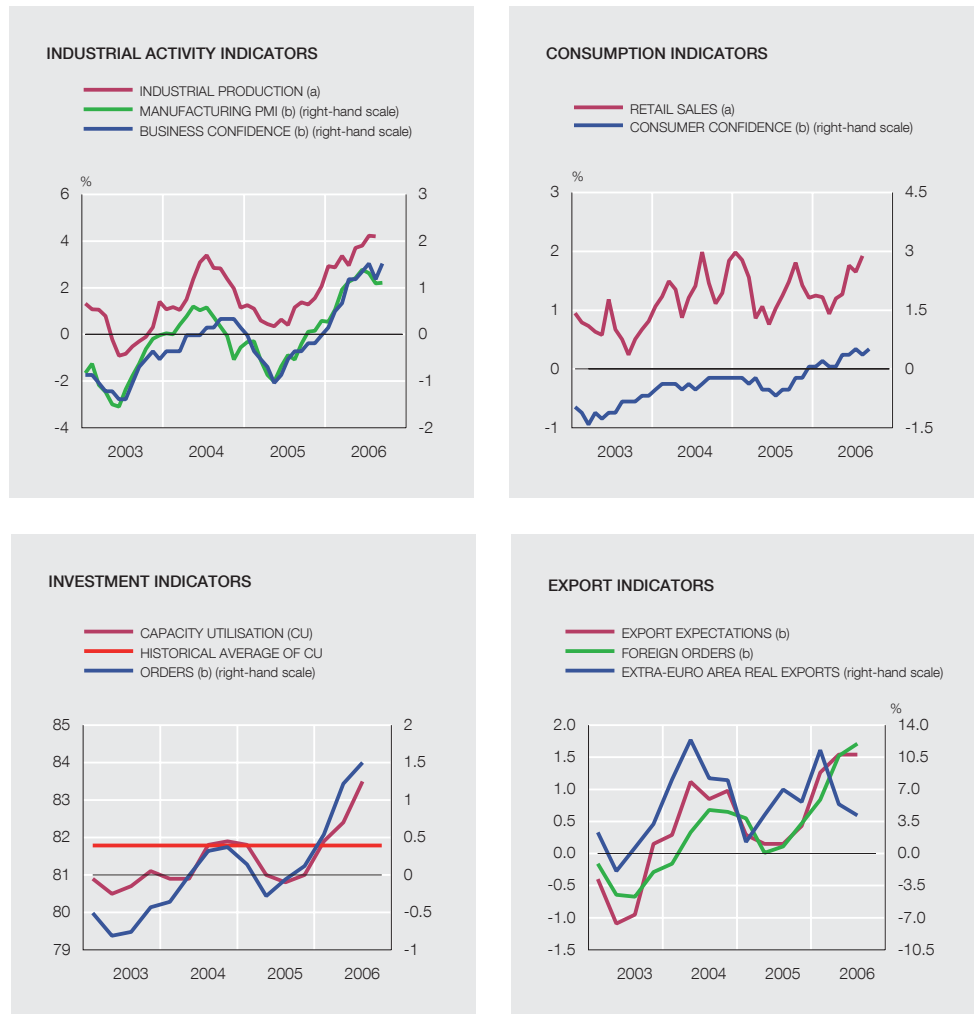 INDUSTRIAL ACTIVITY INDICATORS
INDUSTRIAL PRODUCTION (a)
MANUFACTURING PMI (b) (right-hand scale)
BUSINESS CONFIDENCE (b) (right-hand scale)
%
6 3
4 2
2 1
0 0
-2 -1
-4 -2
2003 2004 2005 2006
CONSUMPTION INDICATORS
RETAIL SALES (a)
CONSUMER CONFIDENCE (b) (right-hand scale)
%
3 4.5
2 3
1 1.5
0 0
-1 -1.5
2003 2004 2005 2006
INVESTMENT INDICATORS
CAPACITY UTILISATION (CU)
HISTORICAL AVERAGE OF CU
ORDERS (b) (right-hand scale)
85 2
84 1.5
83 1
82 0.5
81 0
80 -0.5
79 -1
2003 2004 2005 2006
EXPORT INDICATORS
EXPORT EXPECTATIONS (b)
FOREIGN ORDERS (b)
EXTRA-EURO AREA REAL EXPORTS (right-hand scale)
%
2.0 14.0
1.5 10.5
1.0 7.0
0.5 3.5
0.0 0.0
-0.5 -3.5
-1.0 -7.0
-1.5 -10.5
2003 2004 2005 2006